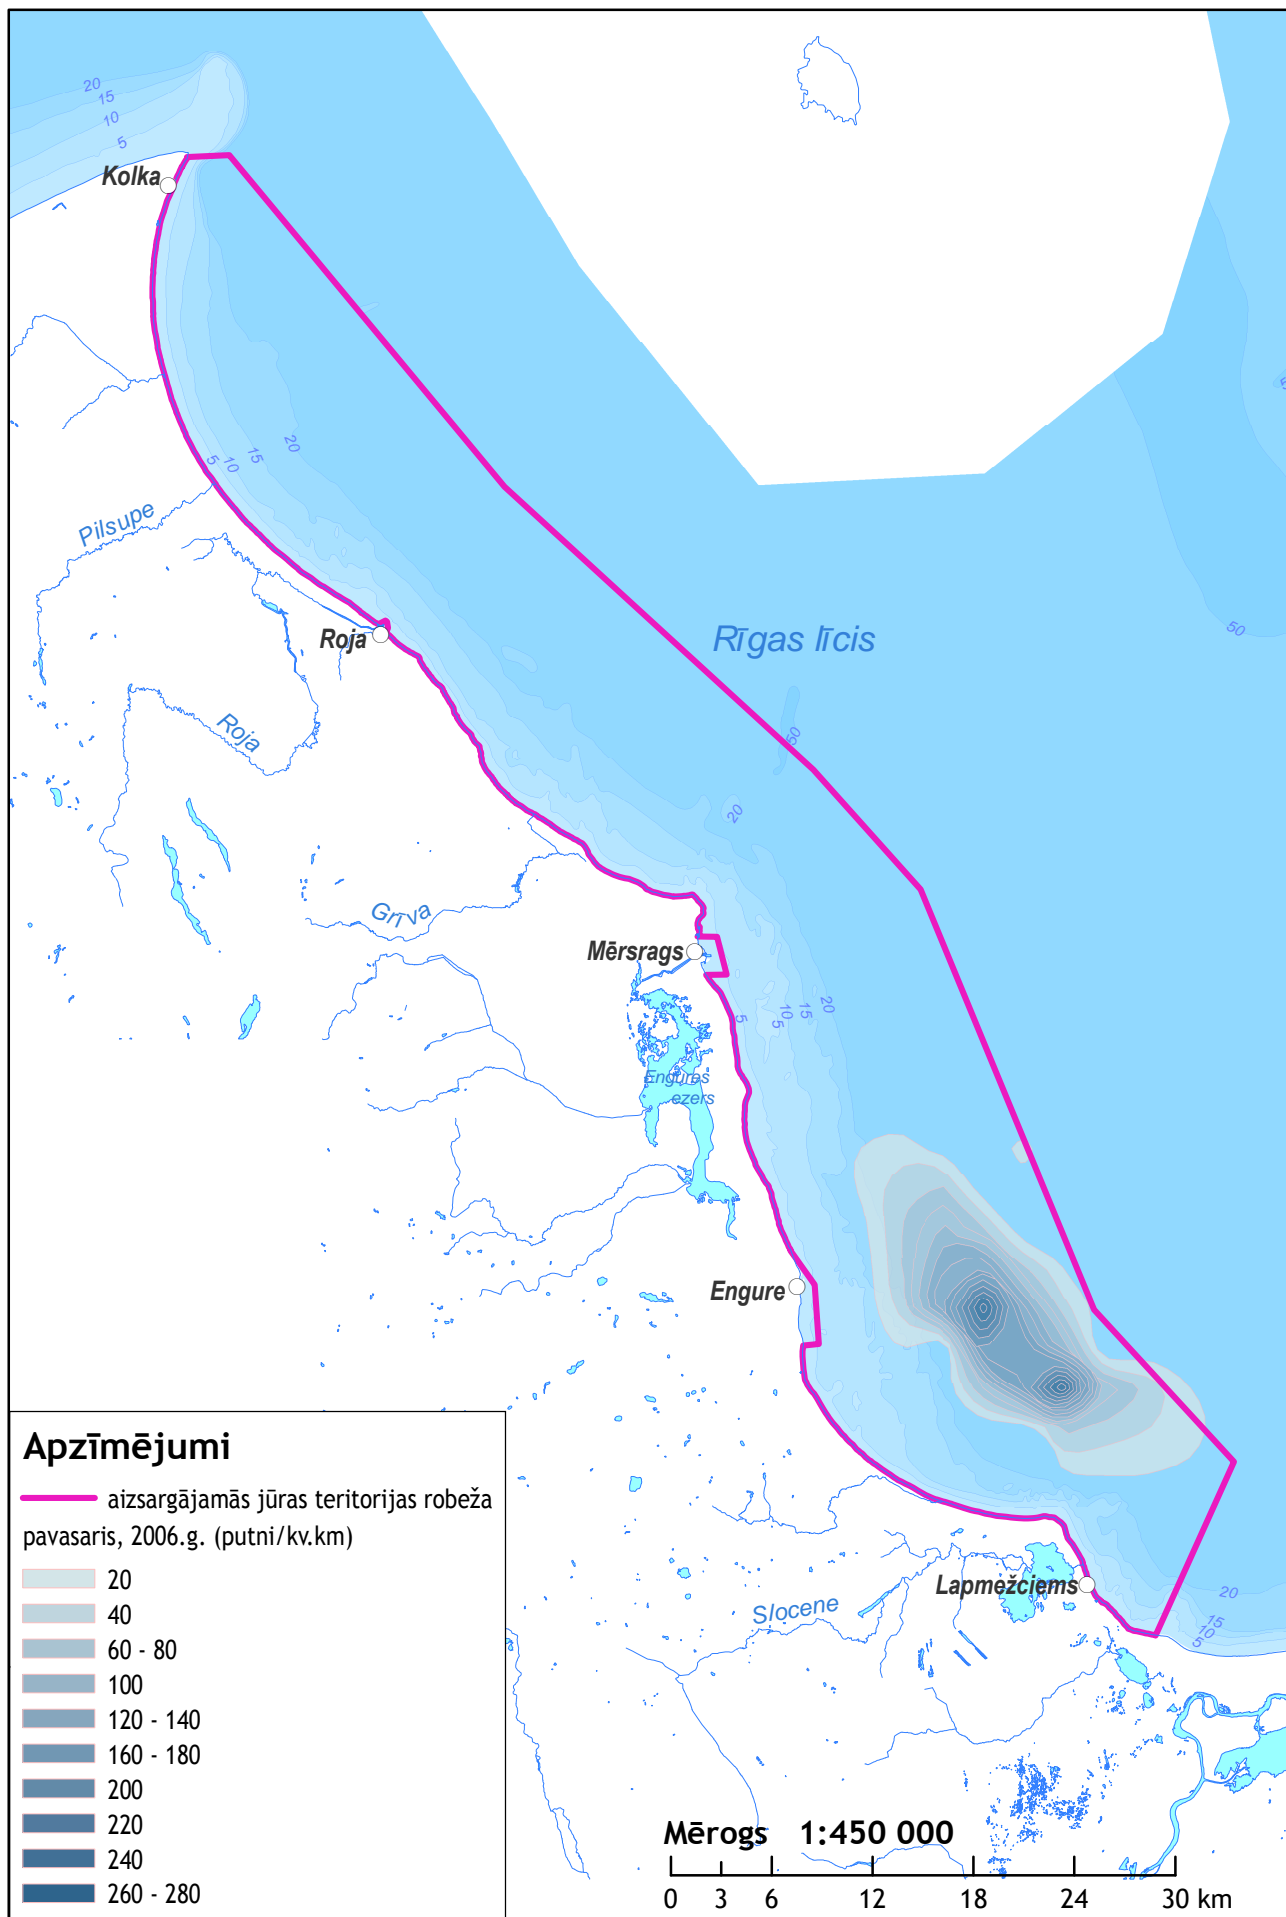 20
15
10
5
Kolka
5
5
10
15
20
Pilsupe
Rīgas līcis
50
Roja
Roja
50
20
Grīva
Mērsrags
5
5
10
15
20
Engures
ezers
Engure
Apzīmējumi
aizsargājamās jūras teritorijas robeža
pavasaris, 2006.g. (putni/kv.km)
20
40
60 - 80
100
120 - 140
160 - 180
200
220
240
260 - 280
Lapmežciems
Slocene
20
15
10
5
Mērogs 1:450 000
0 3 6 12 18 24 30 km